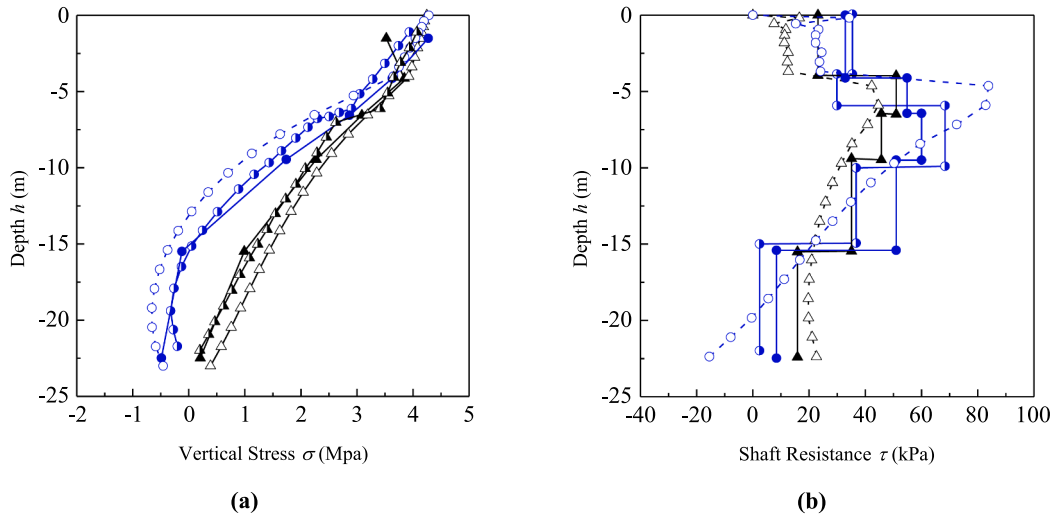 0
-5
-10
-15
-20
-25
-2 -1 0 1 2 3 4 5
Depth h (m)
Vertical Stress σ (Mpa)
(a)
0
-5
-10
-15
-20
-25
-40 -20 0 20 40 60 80 100
Depth h (m)
Shaft Resistance τ (kPa)
(b)